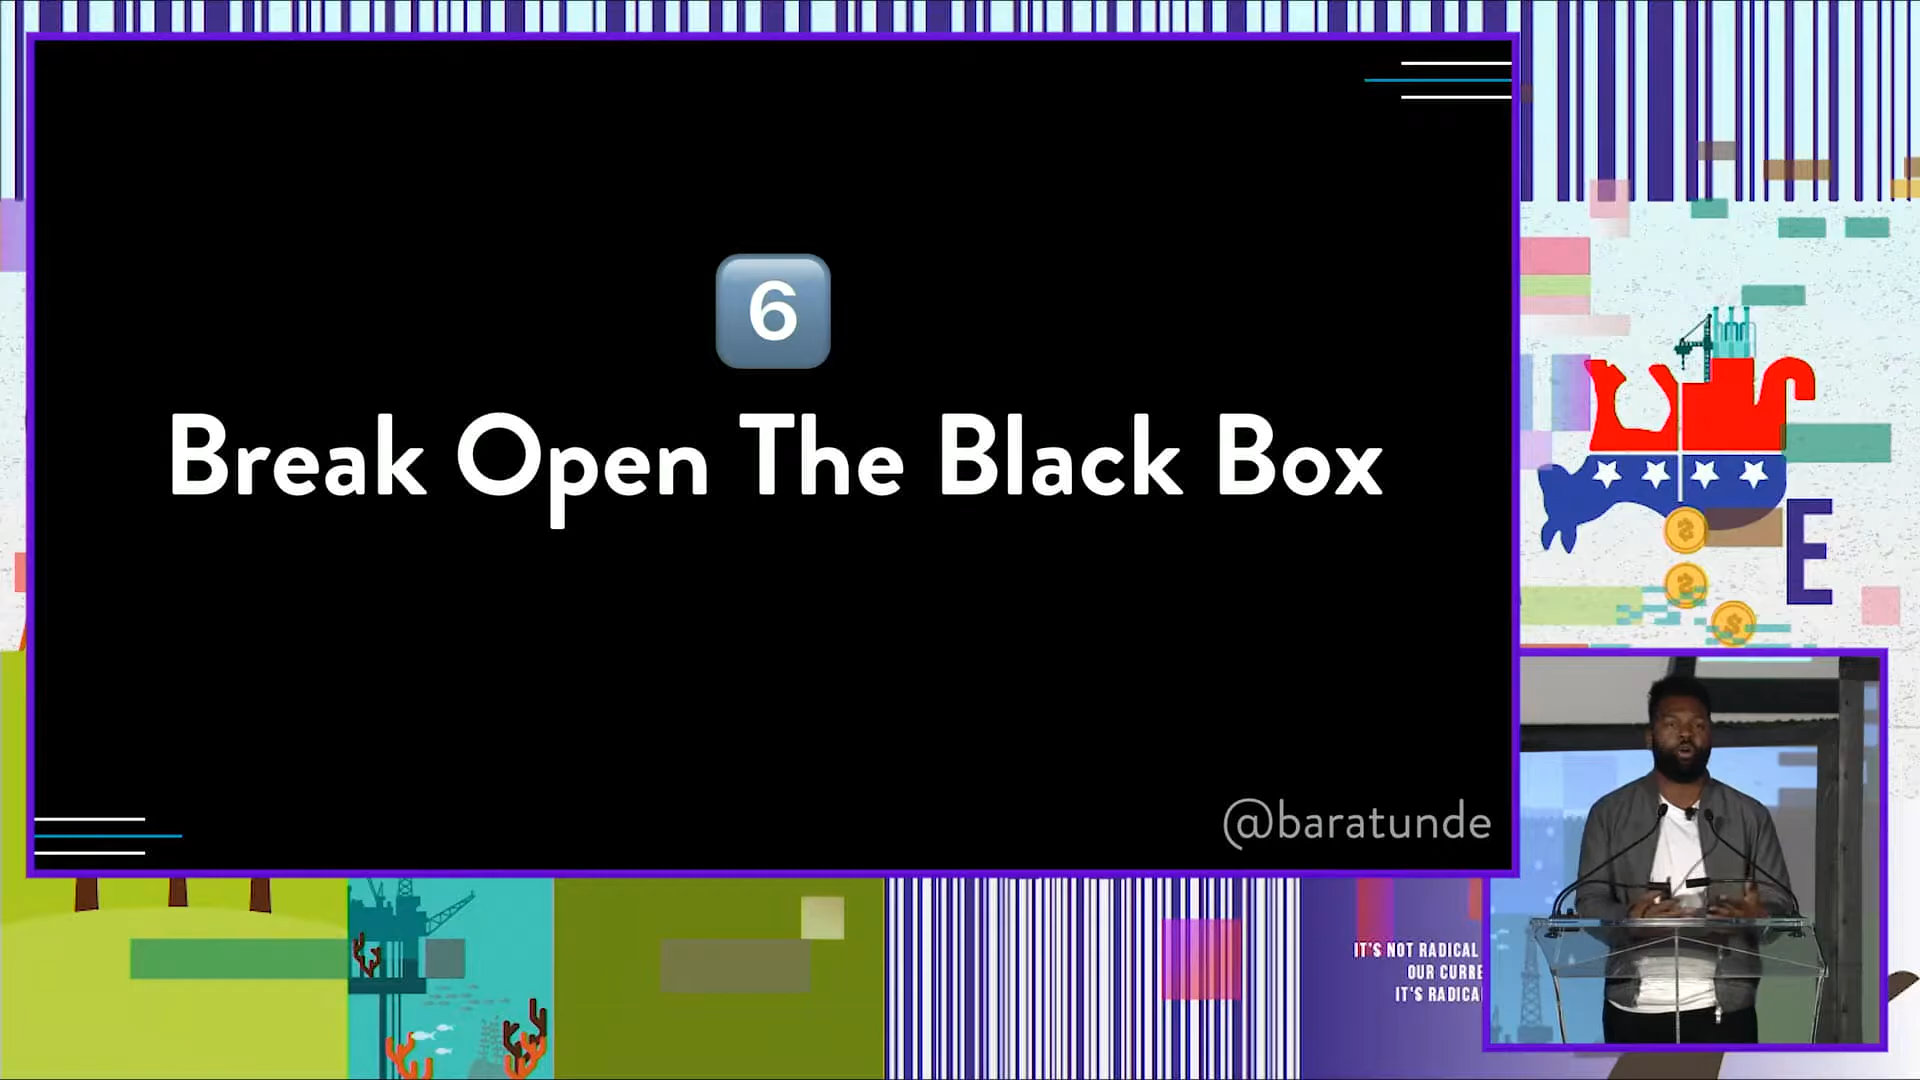 6
Break Open The Black Box
@baratunde
E
IT'S NOT RADICAL
OUR CURRE
IT'S RADICA